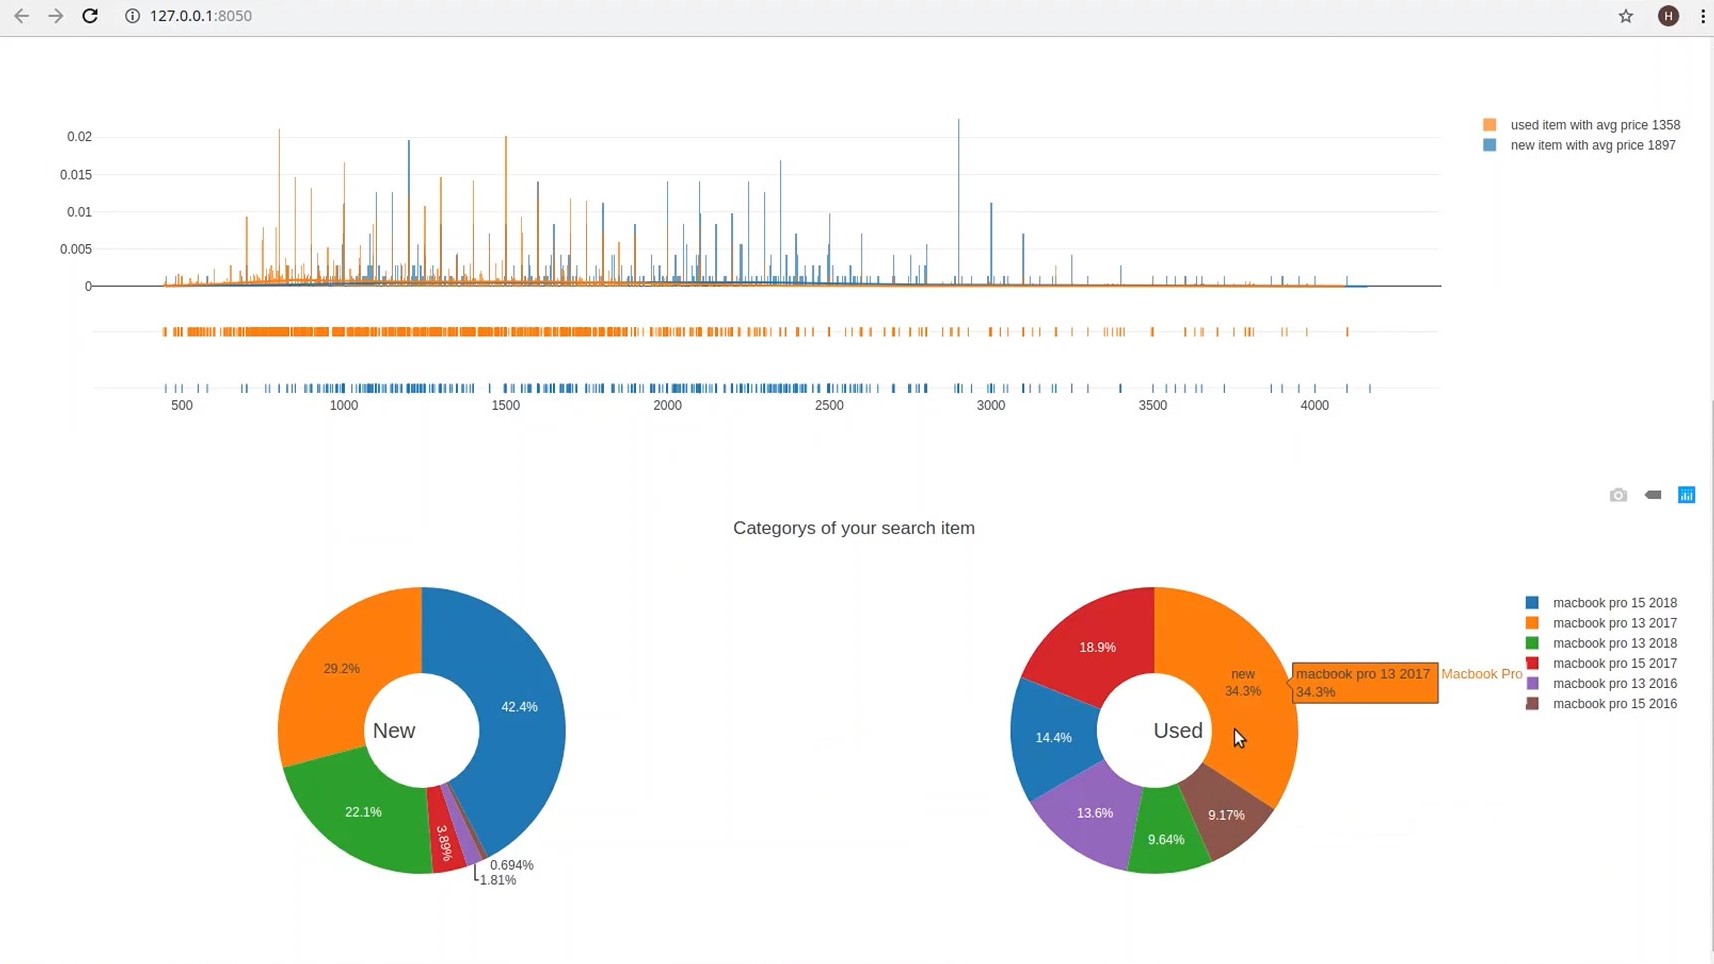 127.0.0.1:8050
H
0.02
0.015
0.01
0.005
0
used item with avg price 1358
new item with avg price 1897
500 1000 1500 2000 2500 3000 3500 4000
Categorys of your search item
29.2%
42.4%
New
22.1%
3.89%
0.694%
1.81%
18.9%
new
34.3%
14.4%
Used
13.6%
9.64%
9.17%
macbook pro 13 2017
34.3%
Macbook Pro
macbook pro 15 2018
macbook pro 13 2017
macbook pro 13 2018
macbook pro 15 2017
macbook pro 13 2016
macbook pro 15 2016